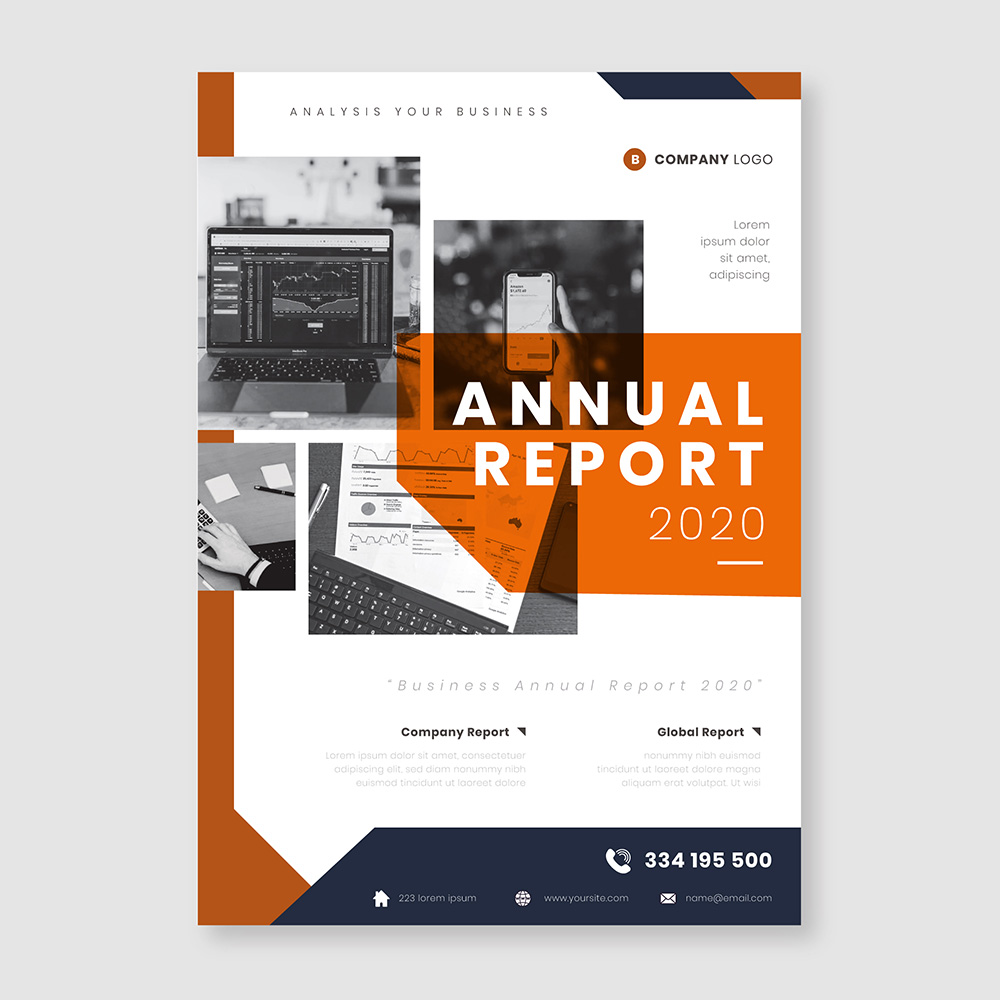 ANALYSIS YOUR BUSINESS
B COMPANY LOGO
Lorem
ipsum dolor
sit amet,
adipiscing
Amazon
ANNUAL
REPORT
2020
Google Analytics
"Business Annual Report 2020"
Company Report
Lorem ipsum dolor sit amet, consectetuer
adipiscing elit, sed diam nonummy nibh
euismod tincidunt ut laoreet dolore
Global Report
nonummy nibh euismod
tincidunt ut laoreet dolore magna
aliquam erat volutpat. Ut wisi
334 195 500
223 lorem ipsum
www.yoursite.com
name@email.com